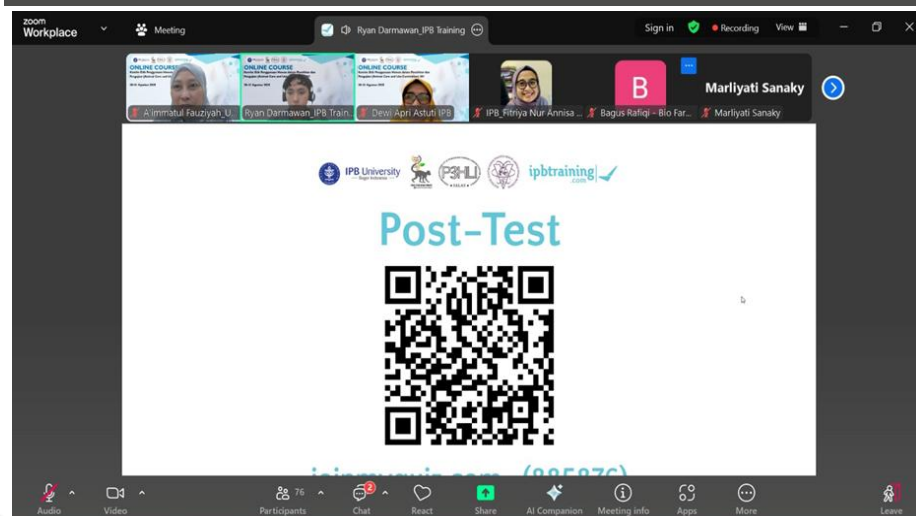 zoom
Workplace
Meeting
Ryan Darmawan_IPB Training
Sign in
Recording
View
ONLINE COURSE
ONLINE COURSE
ONLINE COURSE
A'immatul Fauziyah_U...
Ryan Darmawan_IPB Train...
Dewi Apri Astuti IPB
IPB_Fitriya Nur Annisa ...
B
Bagus Rafiqi - Bio Far...
Marliyati Sanaky
Marliyati Sanaky
IPB University
Bogor Indonesia
P3HLI
ipbtraining
.com
Post-Test
Audio
Video
76
Participants
2
Chat
React
Share
AI Companion
Meeting info
Apps
More
Leave